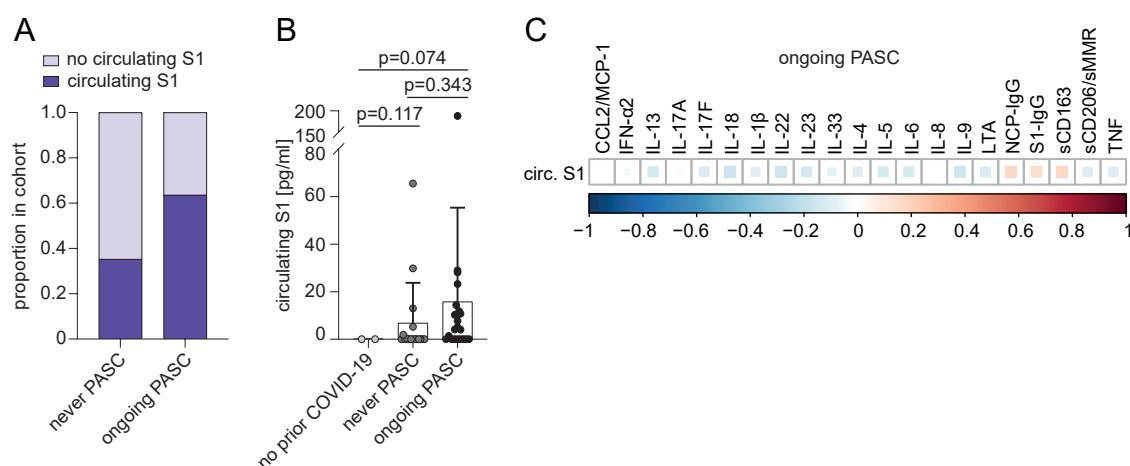 A
no circulating S1
circulating S1
proportion in cohort
1.0
0.8
0.6
0.4
0.2
0
never PASC
ongoing PASC
B
p=0.074
p=0.343
p=0.117
circulating S1 [pg/ml]
200
150
80
60
40
20
0
no prior COVID-19
never PASC
ongoing PASC
C
ongoing PASC
CCL2/MCP-1
IFN-α2
IL-13
IL-17A
IL-17F
IL-18
IL-1β
IL-22
IL-23
IL-33
IL-4
IL-5
IL-6
IL-8
IL-9
LTA
NCP-IgG
S1-IgG
sCD163
sCD206/sMMR
TNF
circ. S1
−1 −0.8 −0.6 −0.4 −0.2 0 0.2 0.4 0.6 0.8 1